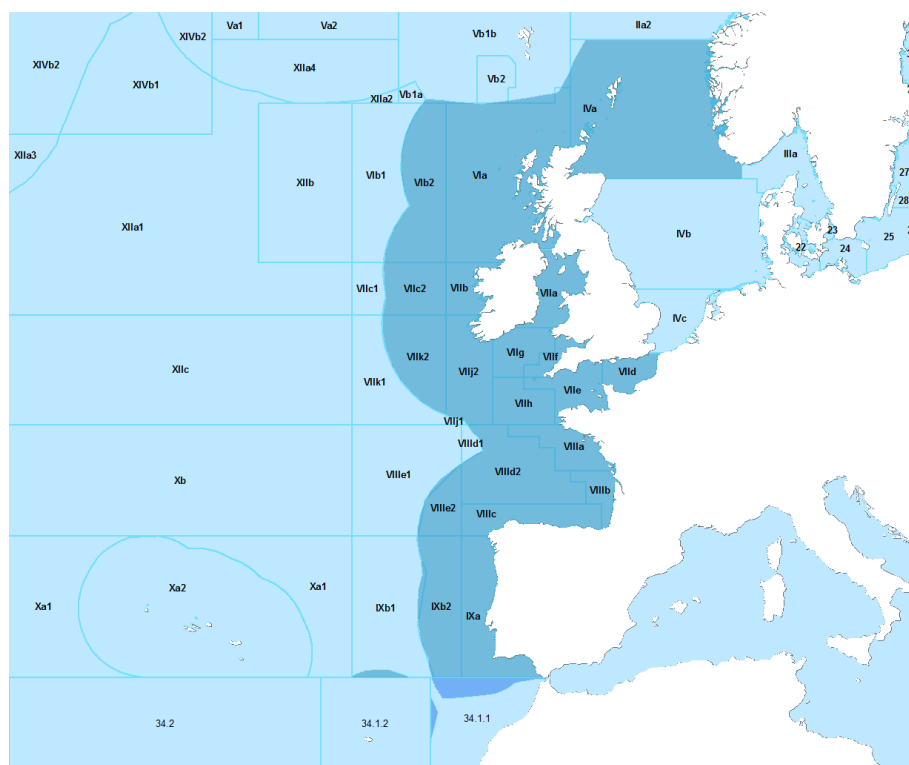 Va1
Va2
IIa2
XIVb2
Vb1b
XIVb2
XIIa4
Vb2
XIVb1
Vb1a
XIIa2
IVa
XIIa3
IIIa
27
XIIb
VIb1
VIb2
VIa
28
XIIa1
IVb
23
25
22
24
VIIc1
VIIc2
VIIb
VIIa
IVc
VIIk2
VIIg
VIIf
XIIc
VIIj2
VIId
VIIk1
VIIe
VIIh
VIIj1
VIIId1
VIIIa
VIIId2
VIIIe1
Xb
VIIIb
VIIIe2
VIIIc
Xa2
Xa1
Xa1
IXb1
IXb2
IXa
34.2
34.1.2
34.1.1